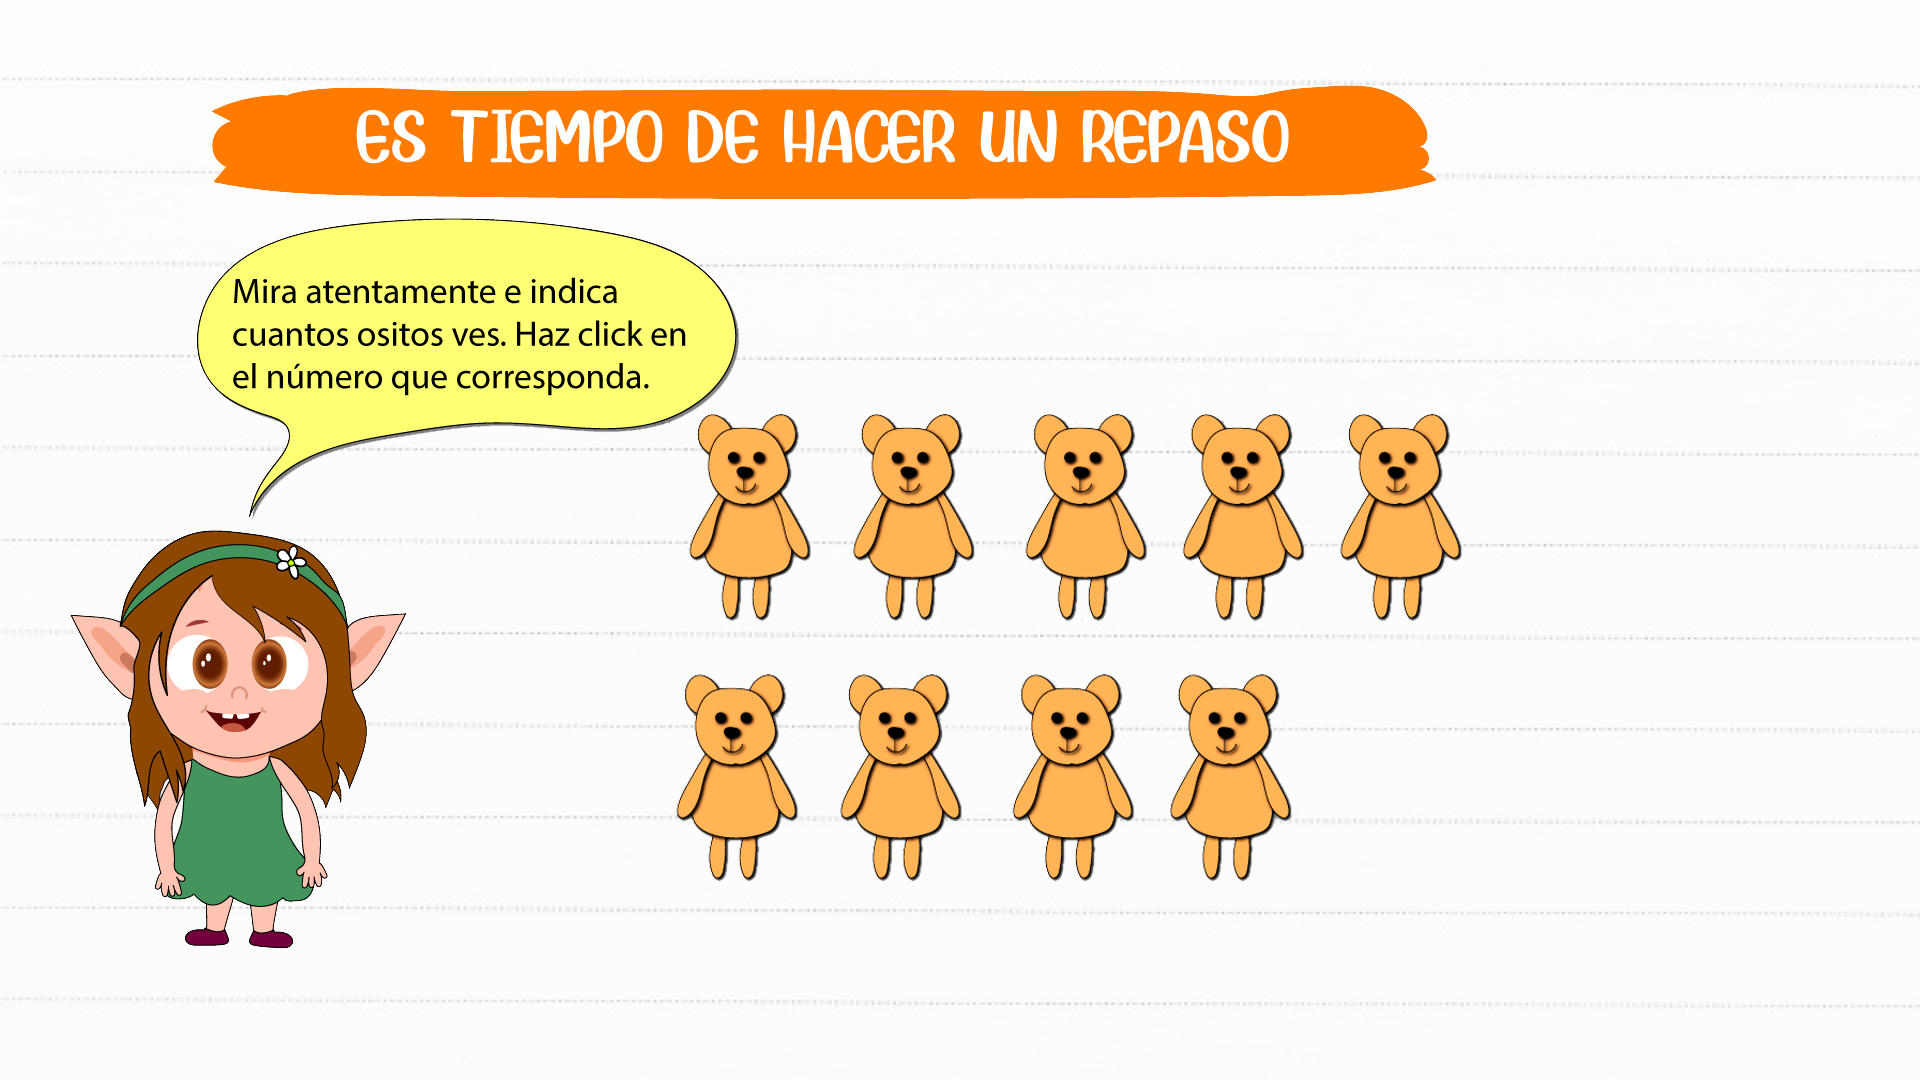 ES TIEMPO DE HACER UN REPASO
Mira atentamente e indica
cuantos ositos ves. Haz click en
el número que corresponda.